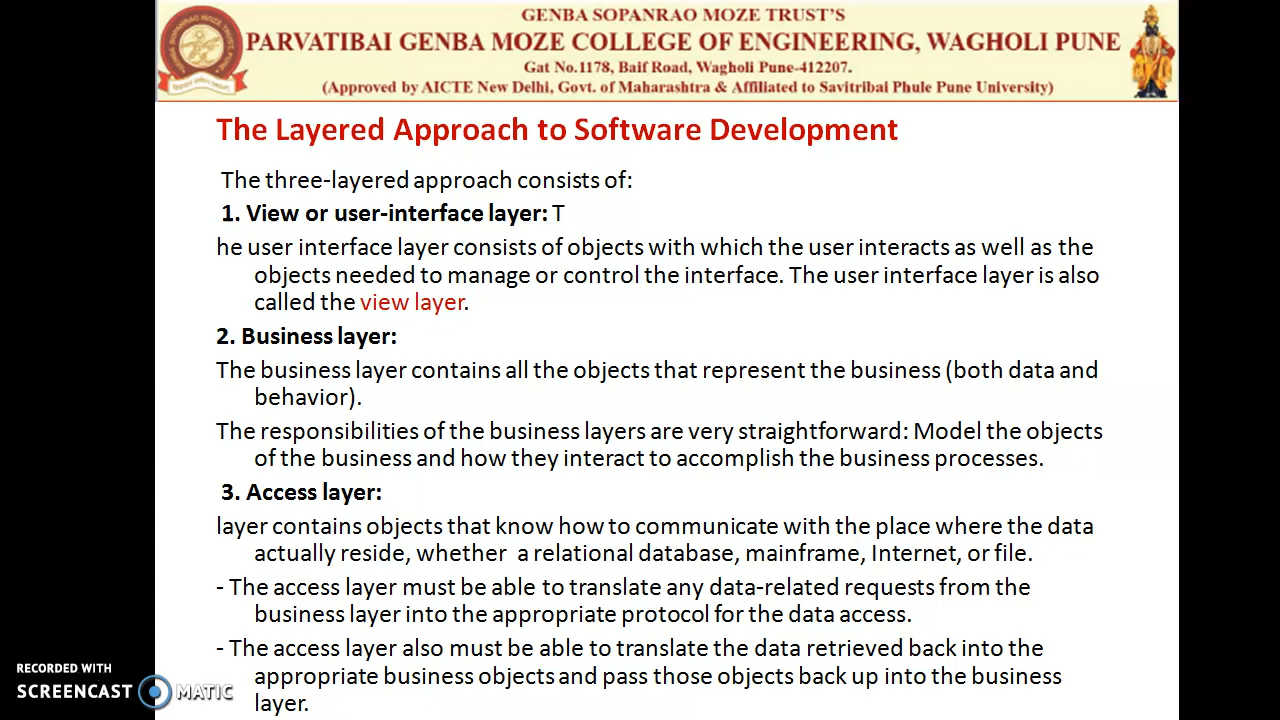 GENBA SOPANRAO MOZE TRUST'S
PARVATIBAI GENBA MOZE COLLEGE OF ENGINEERING, WAGHOLI PUNE
Gat No.1178, Baif Road, Wagholi Pune-412207.
(Approved by AICTE New Delhi, Govt. of Maharashtra & Affiliated to Savitribai Phule Pune University)
The Layered Approach to Software Development
The three-layered approach consists of:
1. View or user-interface layer: T
he user interface layer consists of objects with which the user interacts as well as the
objects needed to manage or control the interface. The user interface layer is also
called the view layer.
2. Business layer:
The business layer contains all the objects that represent the business (both data and
behavior).
The responsibilities of the business layers are very straightforward: Model the objects
of the business and how they interact to accomplish the business processes.
3. Access layer:
layer contains objects that know how to communicate with the place where the data
actually reside, whether  a relational database, mainframe, Internet, or file.
- The access layer must be able to translate any data-related requests from the
business layer into the appropriate protocol for the data access.
- The access layer also must be able to translate the data retrieved back into the
appropriate business objects and pass those objects back up into the business
layer.
RECORDED WITH
SCREENCAST MATIC